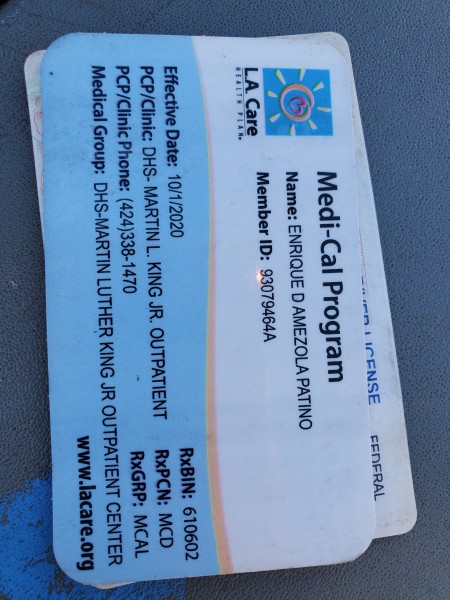 L.A. Care
HEALTH PLAN®
Medi-Cal Program
Name: ENRIQUE D AMEZOLA PATINO
Member ID: 93079464A
Effective Date: 10/1/2020
PCP/Clinic: DHS- MARTIN L. KING JR. OUTPATIENT
PCP/Clinic Phone: (424)338-1470
Medical Group: DHS-MARTIN LUTHER KING JR OUTPATIENT CENTER
RxBIN: 610602
RxPCN: MCD
RxGRP: MCAL
www.lacare.org
LICENSE
FEDERAL